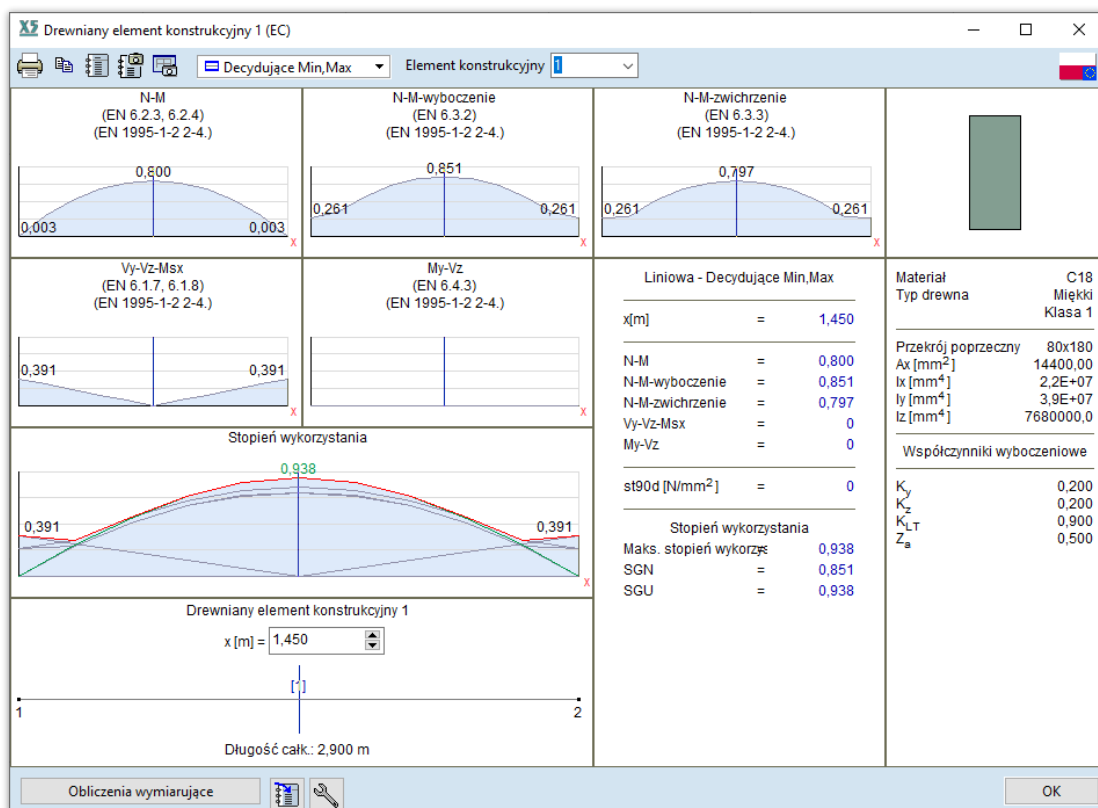 Drewniany element konstrukcyjny 1 (EC)
Decydujące Min,Max
Element konstrukcyjny
1
N-M
(EN 6.2.3, 6.2.4)
(EN 1995-1-2 2-4.)
0,800
0,003
0,003
x
N-M-wyboczenie
(EN 6.3.2)
(EN 1995-1-2 2-4.)
0,851
0,261
0,261
x
N-M-zwichrzenie
(EN 6.3.3)
(EN 1995-1-2 2-4.)
0,797
0,261
0,261
x
Vy-Vz-Msx
(EN 6.1.7, 6.1.8)
(EN 1995-1-2 2-4.)
0,391
0,391
x
My-Vz
(EN 6.4.3)
(EN 1995-1-2 2-4.)
x
Stopień wykorzystania
0,938
0,391
0,391
x
Drewniany element konstrukcyjny 1
x [m] = 1,450
[1]
1
2
Długość całk.: 2,900 m
Liniowa - Decydujące Min,Max
x[m] = 1,450
N-M = 0,800
N-M-wyboczenie = 0,851
N-M-zwichrzenie = 0,797
Vy-Vz-Msx = 0
My-Vz = 0
st90d [N/mm²] = 0
Stopień wykorzystania
Maks. stopień wykorzs = 0,938
SGN = 0,851
SGU = 0,938
Materiał C18
Typ drewna Miękki
Klasa 1
Przekrój poprzeczny 80x180
Ax [mm²] 14400,00
Ix [mm⁴] 2,2E+07
Iy [mm⁴] 3,9E+07
Iz [mm⁴] 7680000,0
Współczynniki wyboczeniowe
Ky 0,200
Kz 0,200
KLT 0,900
Za 0,500
Obliczenia wymiarujące
OK